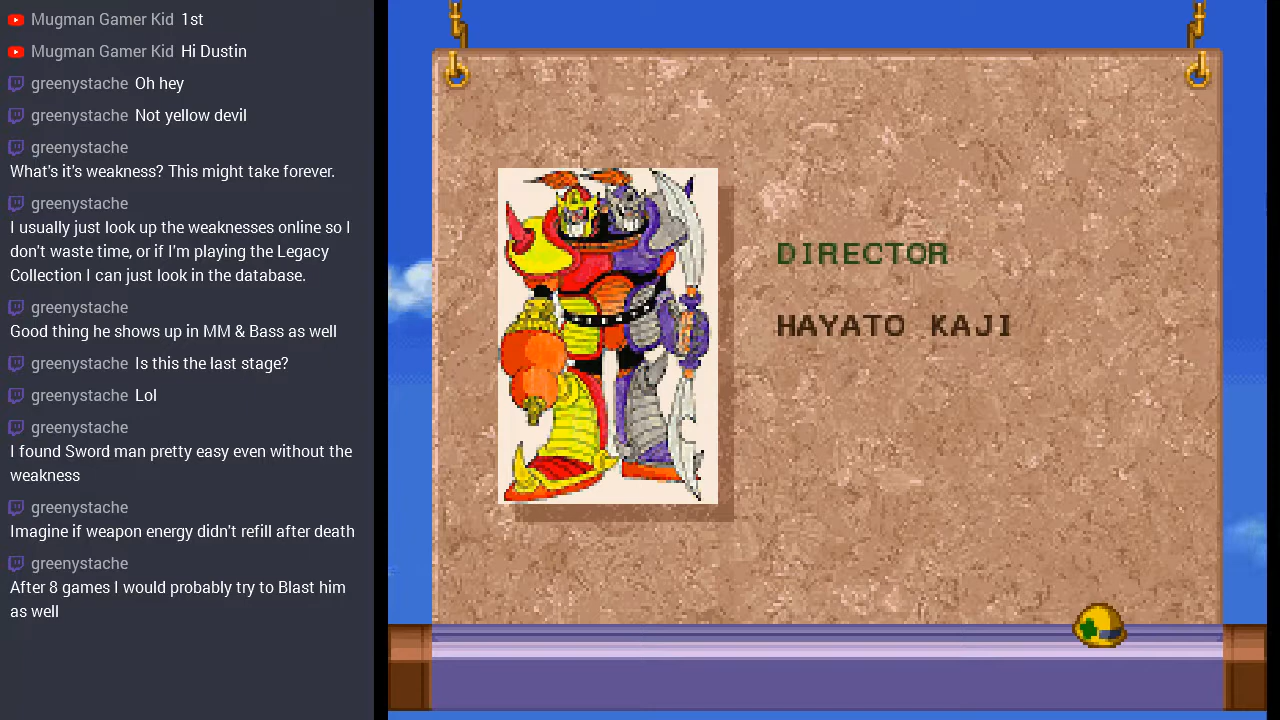 Mugman Gamer Kid 1st
Mugman Gamer Kid Hi Dustin
greenystache Oh hey
greenystache Not yellow devil
greenystache
What's it's weakness? This might take forever.
greenystache
I usually just look up the weaknesses online so I
don't waste time, or if I'm playing the Legacy
Collection I can just look in the database.
greenystache
Good thing he shows up in MM & Bass as well
greenystache Is this the last stage?
greenystache Lol
greenystache
I found Sword man pretty easy even without the
weakness
greenystache
Imagine if weapon energy didn't refill after death
greenystache
After 8 games I would probably try to Blast him
as well
DIRECTOR
HAYATO KAJI